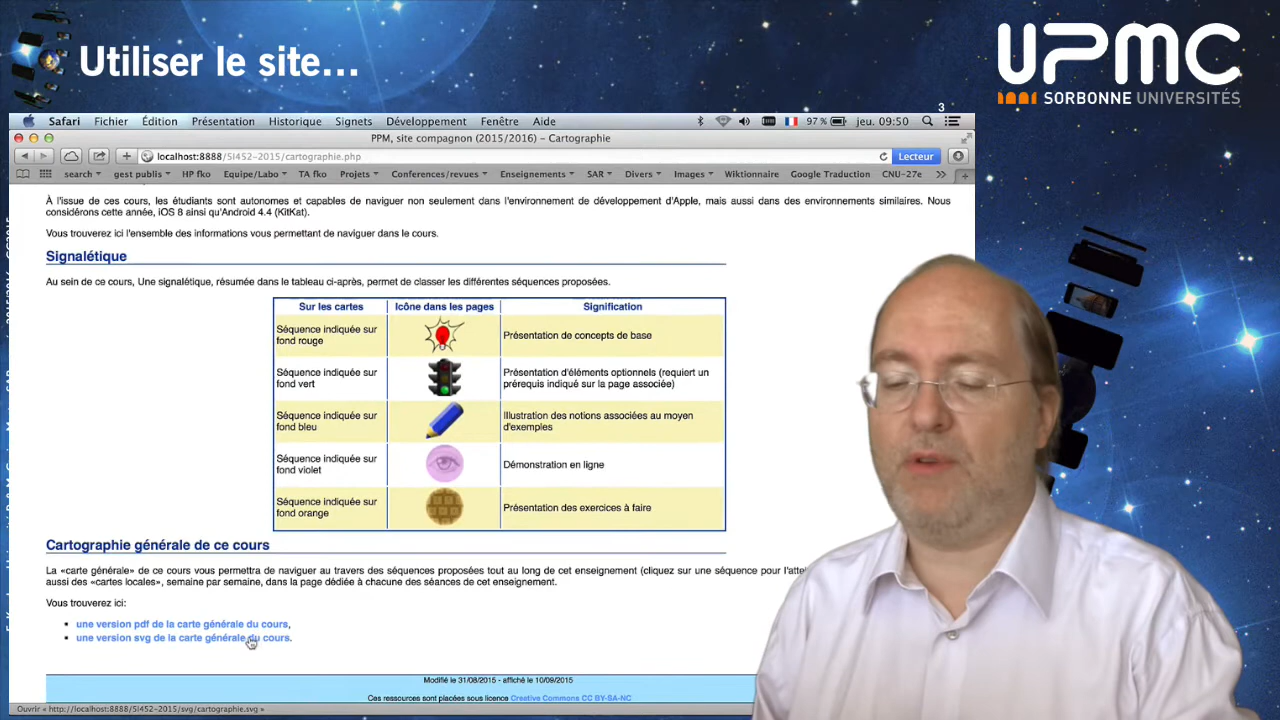 Utiliser le site...
UPMC
SORBONNE UNIVERSITÉS
3
Safari Fichier Édition Présentation Historique Signets Développement Fenêtre Aide 97 % jeu. 09:50
PPM, site compagnon (2015/2016) – Cartographie
localhost:8888/SI452-2015/cartographie.php Lecteur
search gest publis HP fko Equipe/Labo TA fko Projets Conferences/revues Enseignements SAR Divers Images Wiktionnaire Google Traduction CNU-27e
À l'issue de ces cours, les étudiants sont autonomes et capables de naviguer non seulement dans l'environnement de développement d'Apple, mais aussi dans des environnements similaires. Nous
considérons cette année, iOS 8 ainsi qu'Android 4.4 (KitKat).
Vous trouverez ici l'ensemble des informations vous permettant de naviguer dans le cours.
Signalétique
Au sein de ce cours, Une signalétique, résumée dans le tableau ci-après, permet de classer les différentes séquences proposées.
Sur les cartes Icône dans les pages Signification
Séquence indiquée sur
fond rouge
Présentation de concepts de base
Séquence indiquée sur
fond vert
Présentation d'éléments optionnels (requiert un
prérequis indiqué sur la page associée)
Séquence indiquée sur
fond bleu
Illustration des notions associées au moyen
d'exemples
Séquence indiquée sur
fond violet
Démonstration en ligne
Séquence indiquée sur
fond orange
Présentation des exercices à faire
Cartographie générale de ce cours
La «carte générale» de ce cours vous permettra de naviguer au travers des séquences proposées tout au long de cet enseignement (cliquez sur une séquence pour
aussi des «cartes locales», semaine par semaine, dans la page dédiée à chacune des séances de cet enseignement.
Vous trouverez ici:
▪ une version pdf de la carte générale du cours,
▪ une version svg de la carte générale du cours.
Modifié le 31/08/2015 - affiché le 10/09/2015
Ces ressources sont placées sous licence Creative Commons CC BY-SA-NC
Ouvrir « http://localhost:8888/SI452-2015/svg/cartographie.svg »